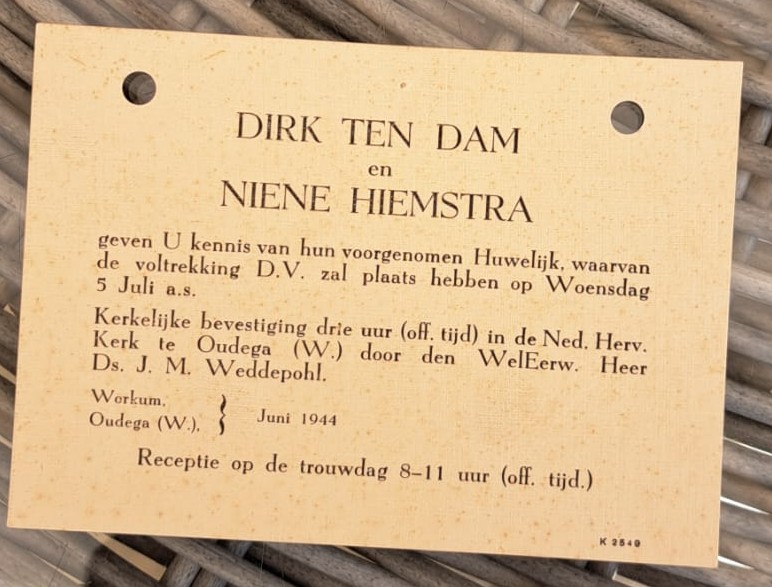 DIRK TEN DAM
en
NIENE HIEMSTRA
geven U kennis van hun voorgenomen Huwelijk, waarvan
de voltrekking D.V. zal plaats hebben op Woensdag
5 Juli a.s.
Kerkelijke bevestiging drie uur (off. tijd) in de Ned. Herv.
Kerk te Oudega (W.) door den WelEerw. Heer
Ds. J. M. Weddepohl.
Workum,
Oudega (W.), } Juni 1944
Receptie op de trouwdag 8–11 uur (off. tijd.)
K 2549